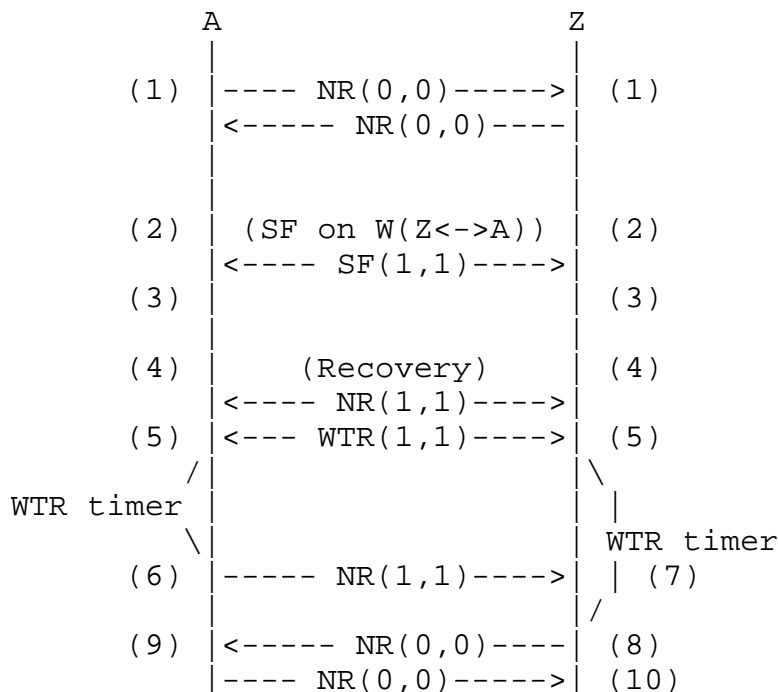 A Z
| |
(1) |---- NR(0,0)----->| (1)
|<----- NR(0,0)----|
| |
| |
(2) | (SF on W(Z<->A)) | (2)
|<---- SF(1,1)---->|
(3) | | (3)
| |
(4) | (Recovery) | (4)
|<---- NR(1,1)---->|
(5) |<--- WTR(1,1)---->| (5)
/| |\
WTR timer | | |
\| | WTR timer
(6) |----- NR(1,1)---->| | (7)
| | /
(9) |<----- NR(0,0)----| (8)
|---- NR(0,0)----->| (10)